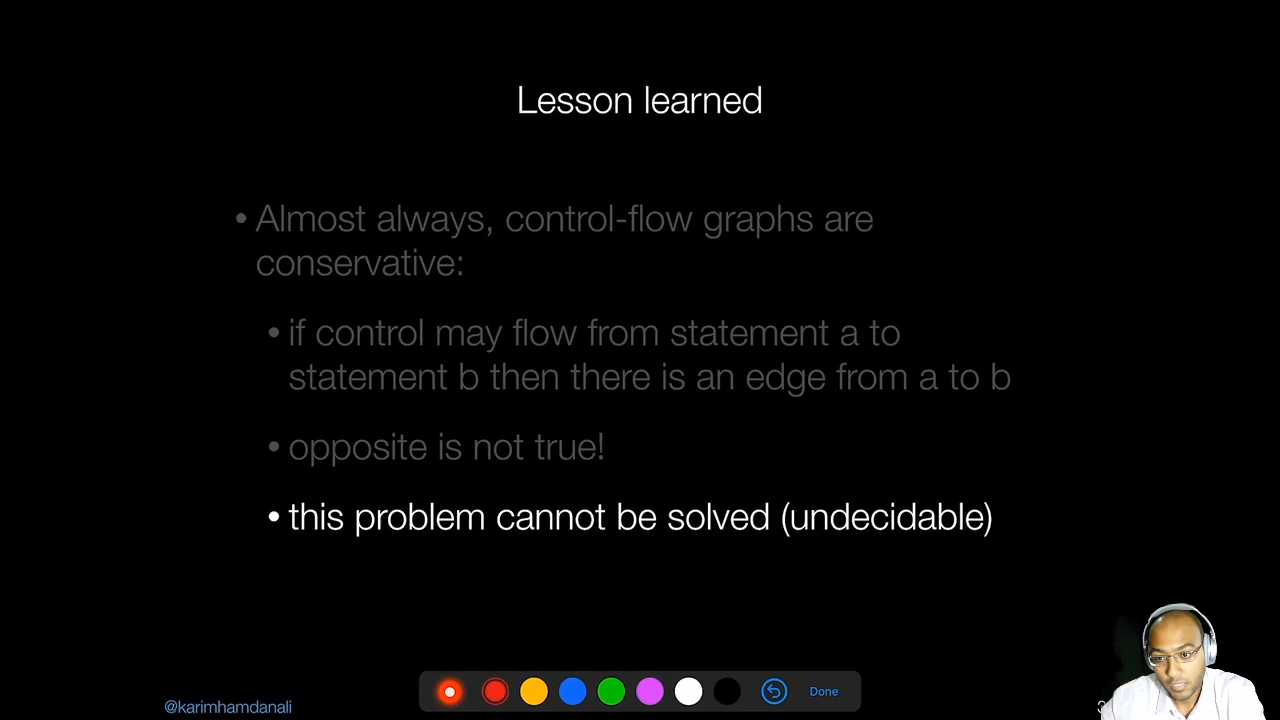 Lesson learned
• Almost always, control-flow graphs are
conservative:
• if control may flow from statement a to
statement b then there is an edge from a to b
• opposite is not true!
• this problem cannot be solved (undecidable)
@karimhamdanali
Done